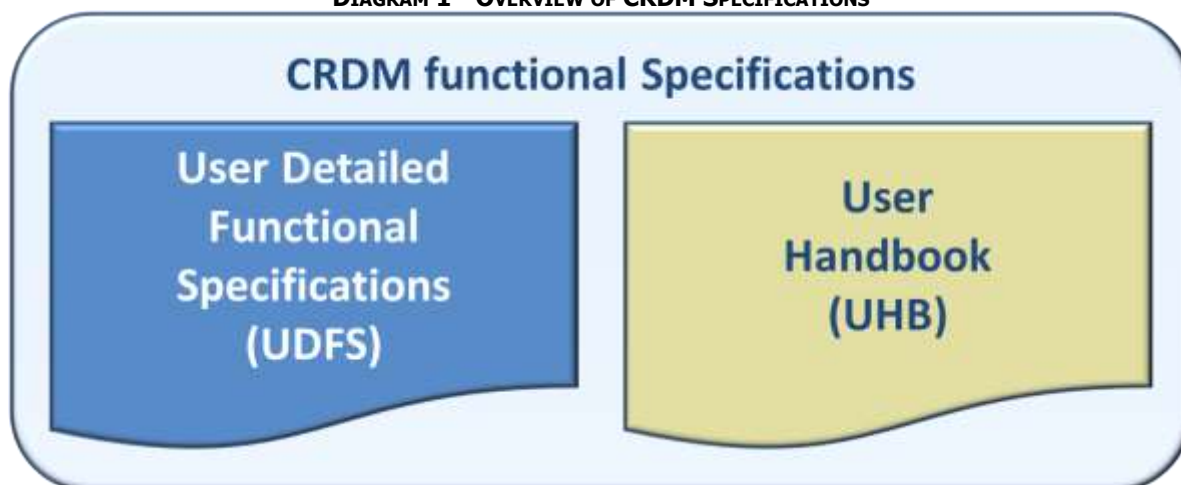 DIAGRAM 1 - OVERVIEW OF CRDM SPECIFICATIONS
CRDM functional Specifications
User Detailed
Functional
Specifications
(UDFS)
User
Handbook
(UHB)